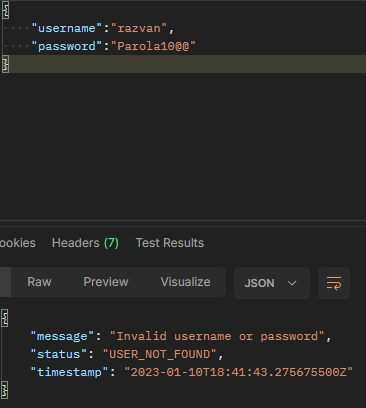 {
"username":"razvan",
"password":"Parola10@@"
}
ookies Headers (7) Test Results
Raw Preview Visualize JSON
{
"message": "Invalid username or password",
"status": "USER_NOT_FOUND",
"timestamp": "2023-01-10T18:41:43.275675500Z"
}